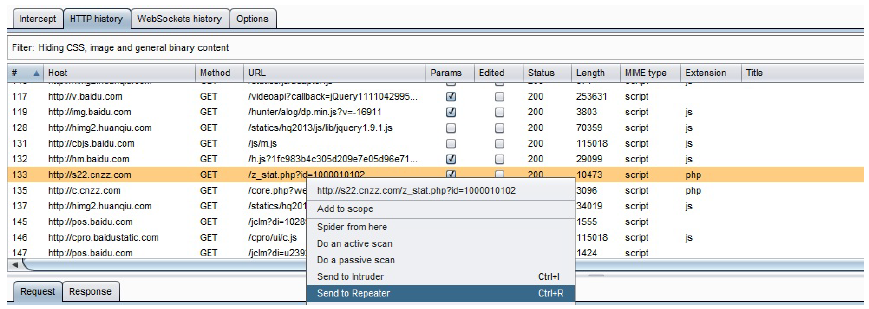 Intercept HTTP history WebSockets history Options
Filter: Hiding CSS, image and general binary content
# Host Method URL Params Edited Status Length MIME type Extension Title
117 http://v.baidu.com GET /videoapi?callback=jQuery1111042995... 200 253631 script
119 http://img.baidu.com GET /hunter/alog/dp.min.js?v=-16911 200 3803 script js
128 http://himg2.huanqiu.com GET /statics/hq2013/js/lib/jquery1.9.1.js 200 70359 script js
131 http://cbjs.baidu.com GET /js/m.js 200 115018 script js
132 http://hm.baidu.com GET /h.js?1fc983b4c305d209e7e05d96e71... 200 29099 script js
133 http://s22.cnzz.com GET /z_stat.php?id=1000010102 200 10473 script php
135 http://c.cnzz.com GET /core.php?we 3096 script php
137 http://himg2.huanqiu.com GET /statics/hq 34019 script js
145 http://pos.baidu.com GET /jclm?di=1028 1555 script
146 http://cpro.baidustatic.com GET /cpro/ui/c.js 115018 script js
147 http://pos.baidu.com GET /jclm?di=u239 1424 script
http://s22.cnzz.com/z_stat.php?id=1000010102
Add to scope
Spider from here
Do an active scan
Do a passive scan
Send to Intruder Ctrl+I
Send to Repeater Ctrl+R
Request Response